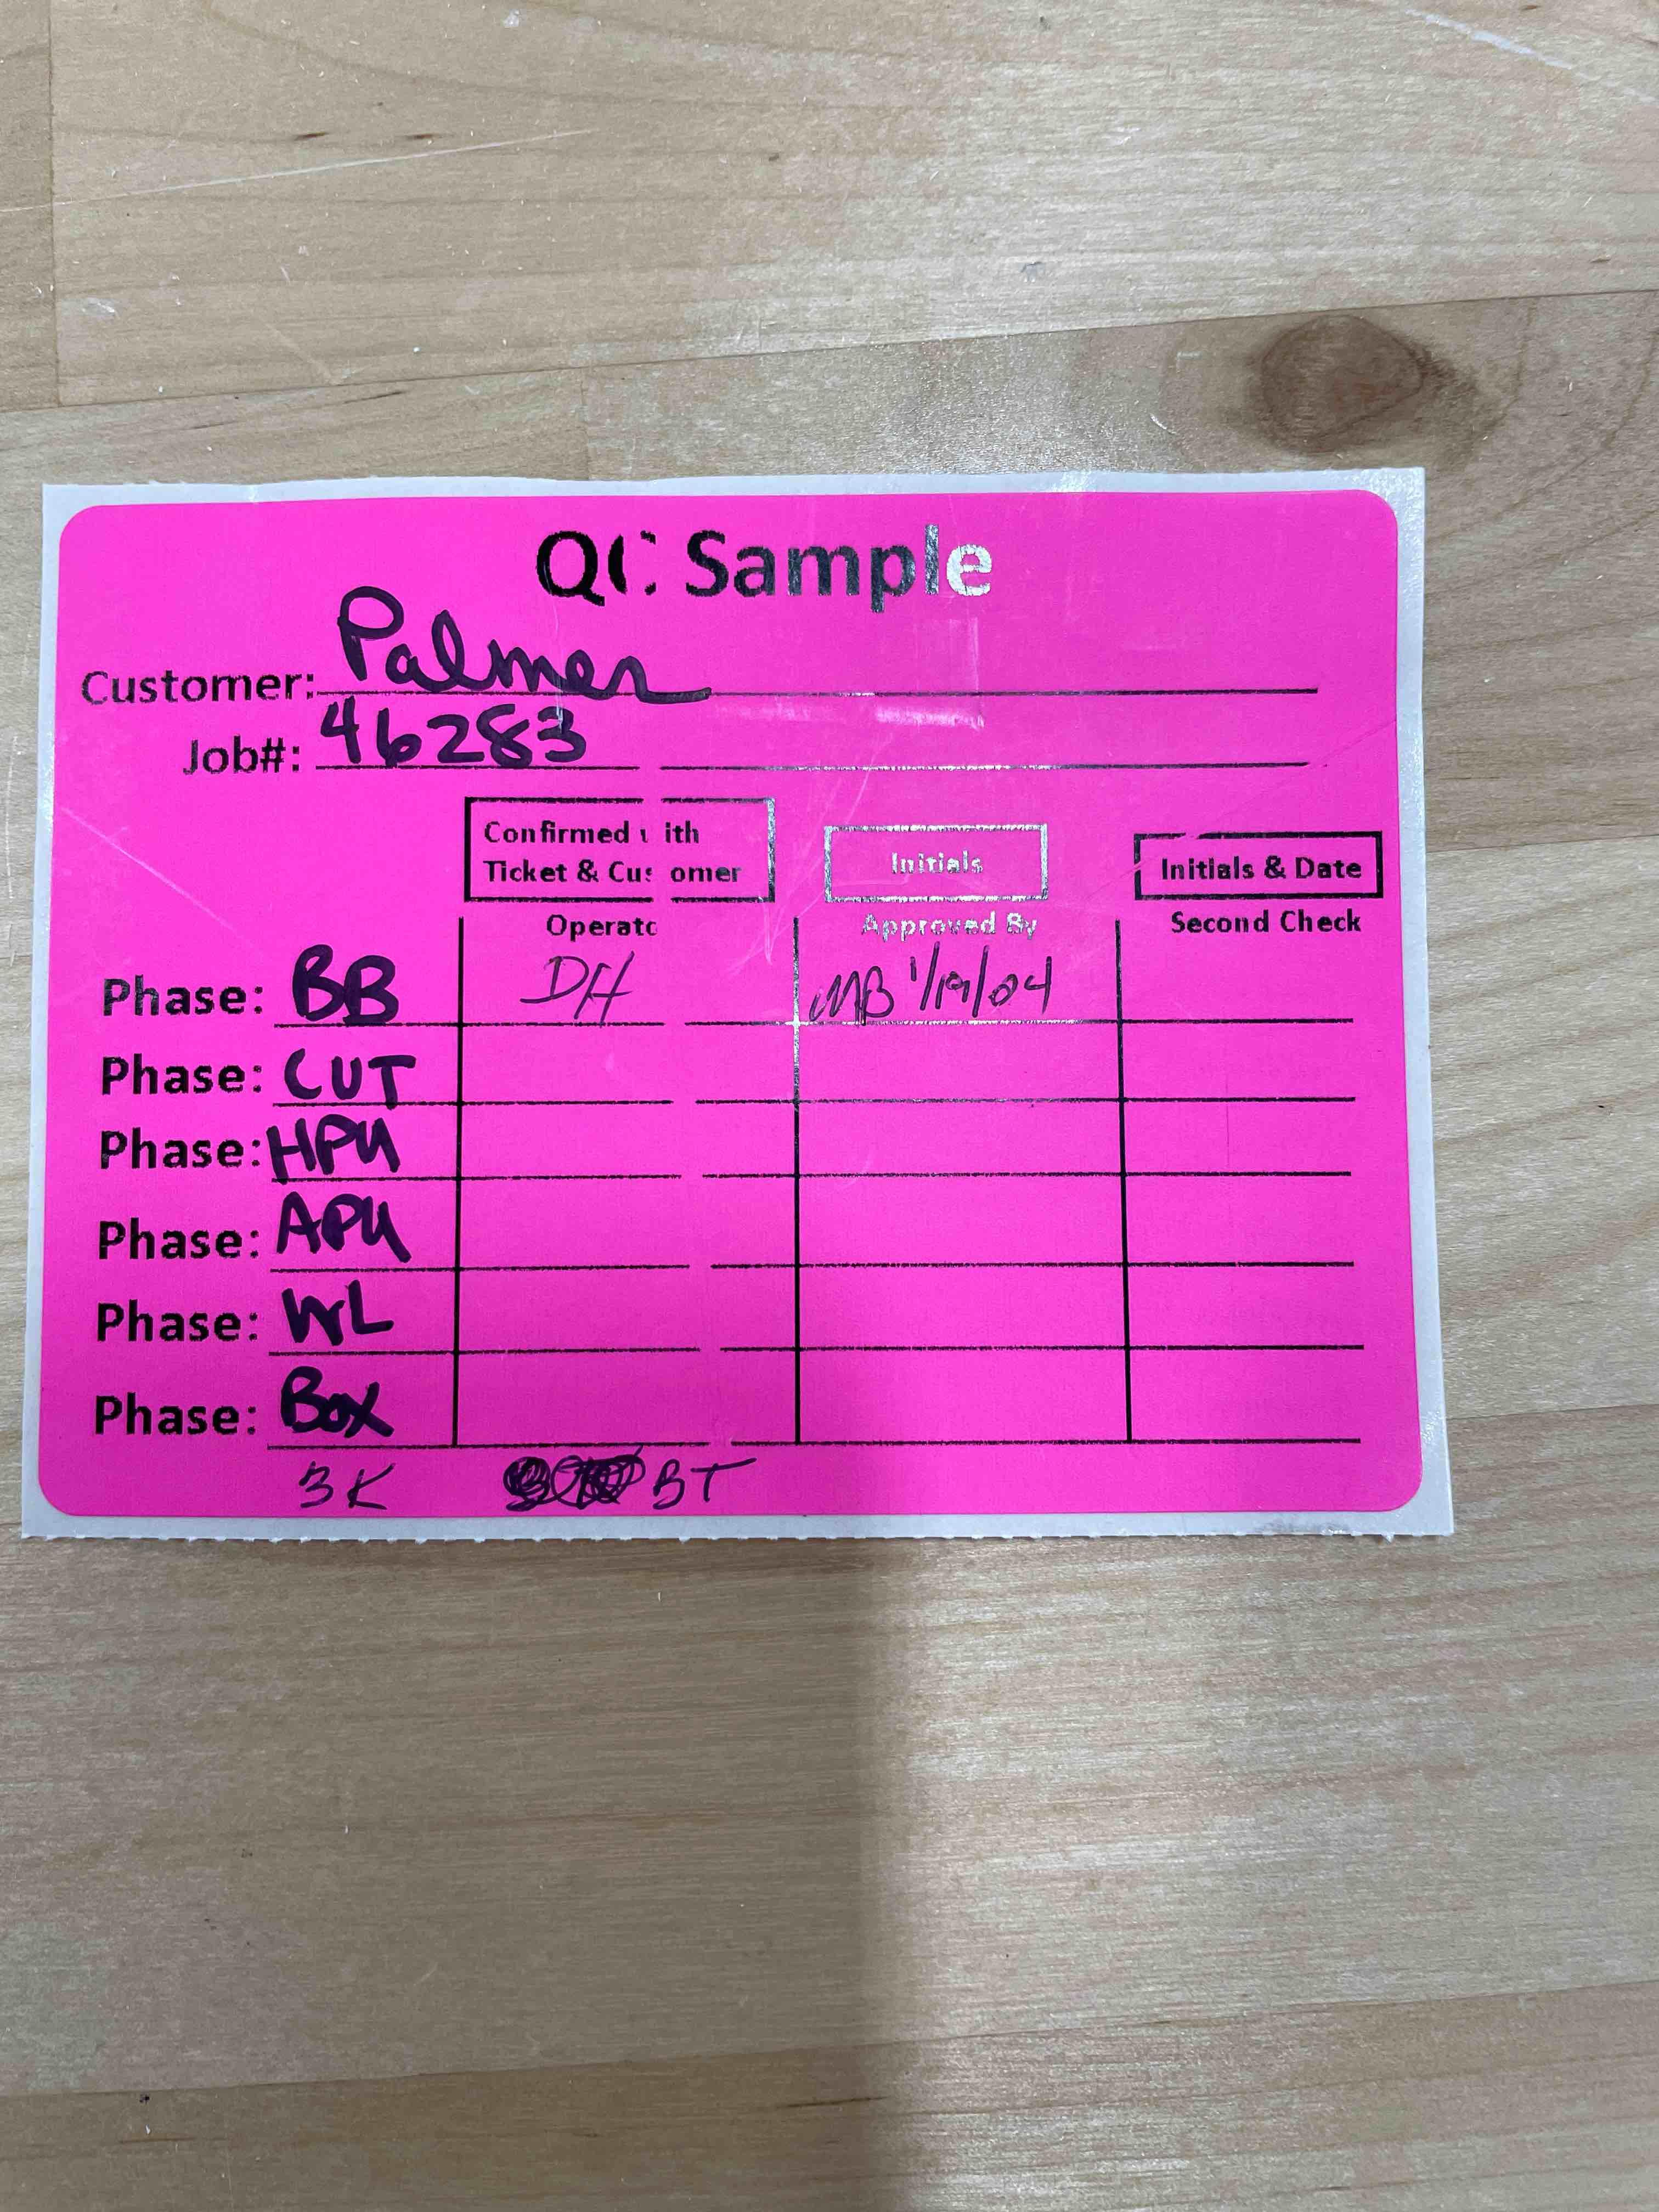 QC Sample
Customer: Palmer
Job#: 46283
Confirmed with Ticket & Customer
Initials
Initials & Date
Operator
Approved By
Second Check
Phase: BB DH MB 1/19/04
Phase: CUT
Phase: HPU
Phase: APU
Phase: WL
Phase: Box
3K BT